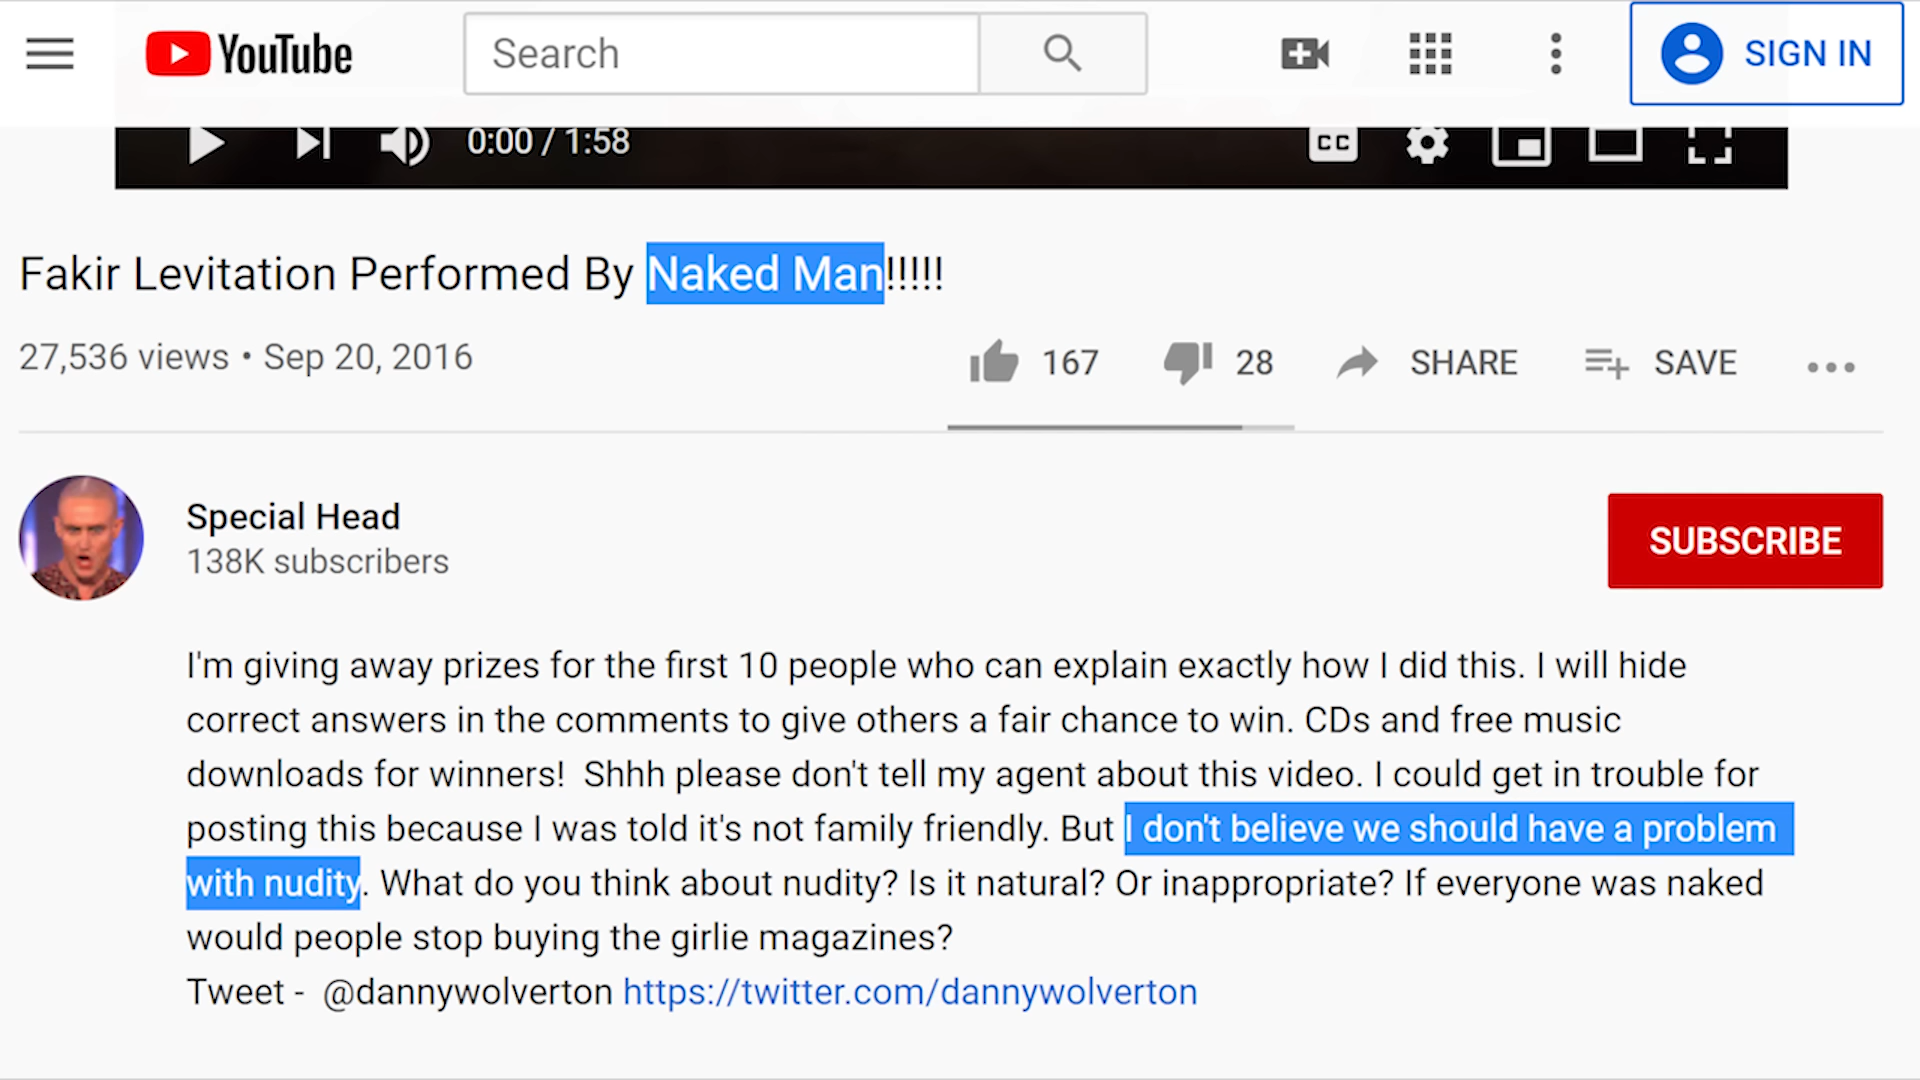 YouTube
Search
SIGN IN
0:00 / 1:58
CC
Fakir Levitation Performed By Naked Man!!!!!
27,536 views • Sep 20, 2016
167
28
SHARE
SAVE
Special Head
138K subscribers
SUBSCRIBE
I'm giving away prizes for the first 10 people who can explain exactly how I did this. I will hide
correct answers in the comments to give others a fair chance to win. CDs and free music
downloads for winners!  Shhh please don't tell my agent about this video. I could get in trouble for
posting this because I was told it's not family friendly. But I don't believe we should have a problem
with nudity. What do you think about nudity? Is it natural? Or inappropriate? If everyone was naked
would people stop buying the girlie magazines?
Tweet -  @dannywolverton https://twitter.com/dannywolverton